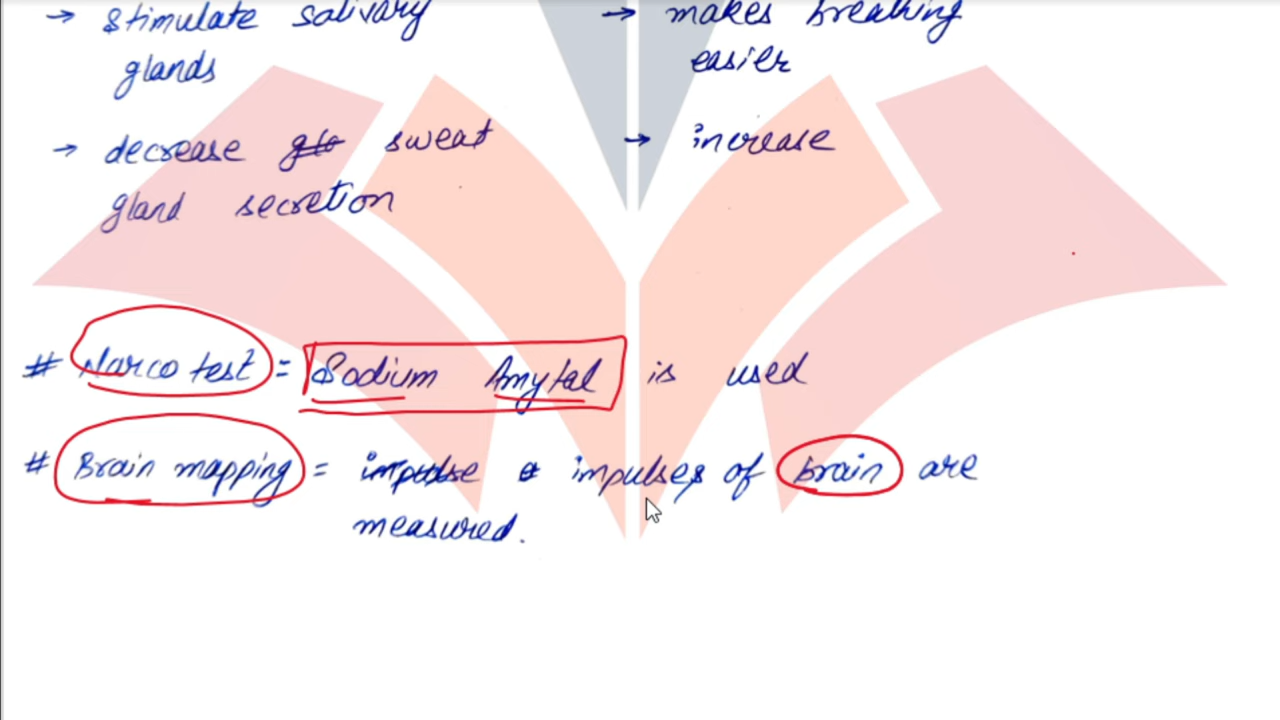 → stimulate salivary
glands
→ decrease sweat
gland secretion
→ makes breathing
easier
→ increase
# Narco test = Sodium Amytal is used
# Brain mapping = impulses of brain are
measured.